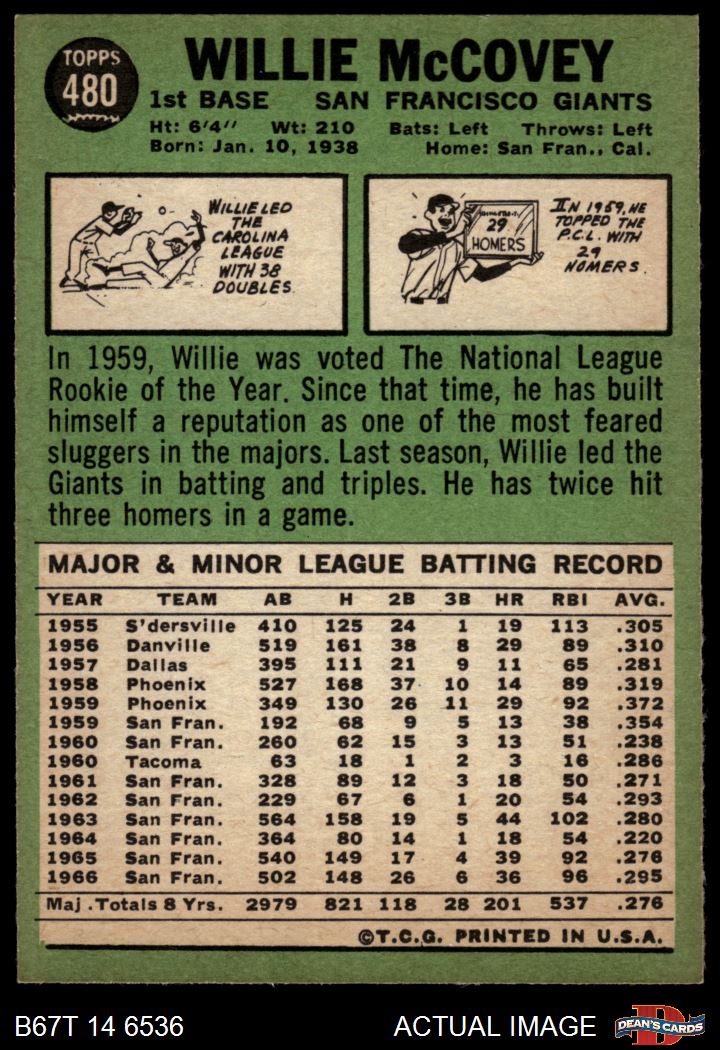 TOPPS
480
WILLIE McCOVEY
1st BASE SAN FRANCISCO GIANTS
Ht: 6'4" Wt: 210 Bats: Left Throws: Left
Born: Jan. 10, 1938 Home: San Fran., Cal.
WILLIE LED
THE
CAROLINA
LEAGUE
WITH 38
DOUBLES
29
HOMERS
IN 1959, HE
TOPPED THE
P.C.L. WITH
29
HOMERS.
In 1959, Willie was voted The National League
Rookie of the Year. Since that time, he has built
himself a reputation as one of the most feared
sluggers in the majors. Last season, Willie led the
Giants in batting and triples. He has twice hit
three homers in a game.
MAJOR & MINOR LEAGUE BATTING RECORD
YEAR TEAM AB H 2B 3B HR RBI AVG.
1955 S'dersville 410 125 24 1 19 113 .305
1956 Danville 519 161 38 8 29 89 .310
1957 Dallas 395 111 21 9 11 65 .281
1958 Phoenix 527 168 37 10 14 89 .319
1959 Phoenix 349 130 26 11 29 92 .372
1959 San Fran. 192 68 9 5 13 38 .354
1960 San Fran. 260 62 15 3 13 51 .238
1960 Tacoma 63 18 1 2 3 16 .286
1961 San Fran. 328 89 12 3 18 50 .271
1962 San Fran. 229 67 6 1 20 54 .293
1963 San Fran. 564 158 19 5 44 102 .280
1964 San Fran. 364 80 14 1 18 54 .220
1965 San Fran. 540 149 17 4 39 92 .276
1966 San Fran. 502 148 26 6 36 96 .295
Maj. Totals 8 Yrs. 2979 821 118 28 201 537 .276
©T.C.G. PRINTED IN U.S.A.
B67T 14 6536 ACTUAL IMAGE
D
DEAN'S CARDS